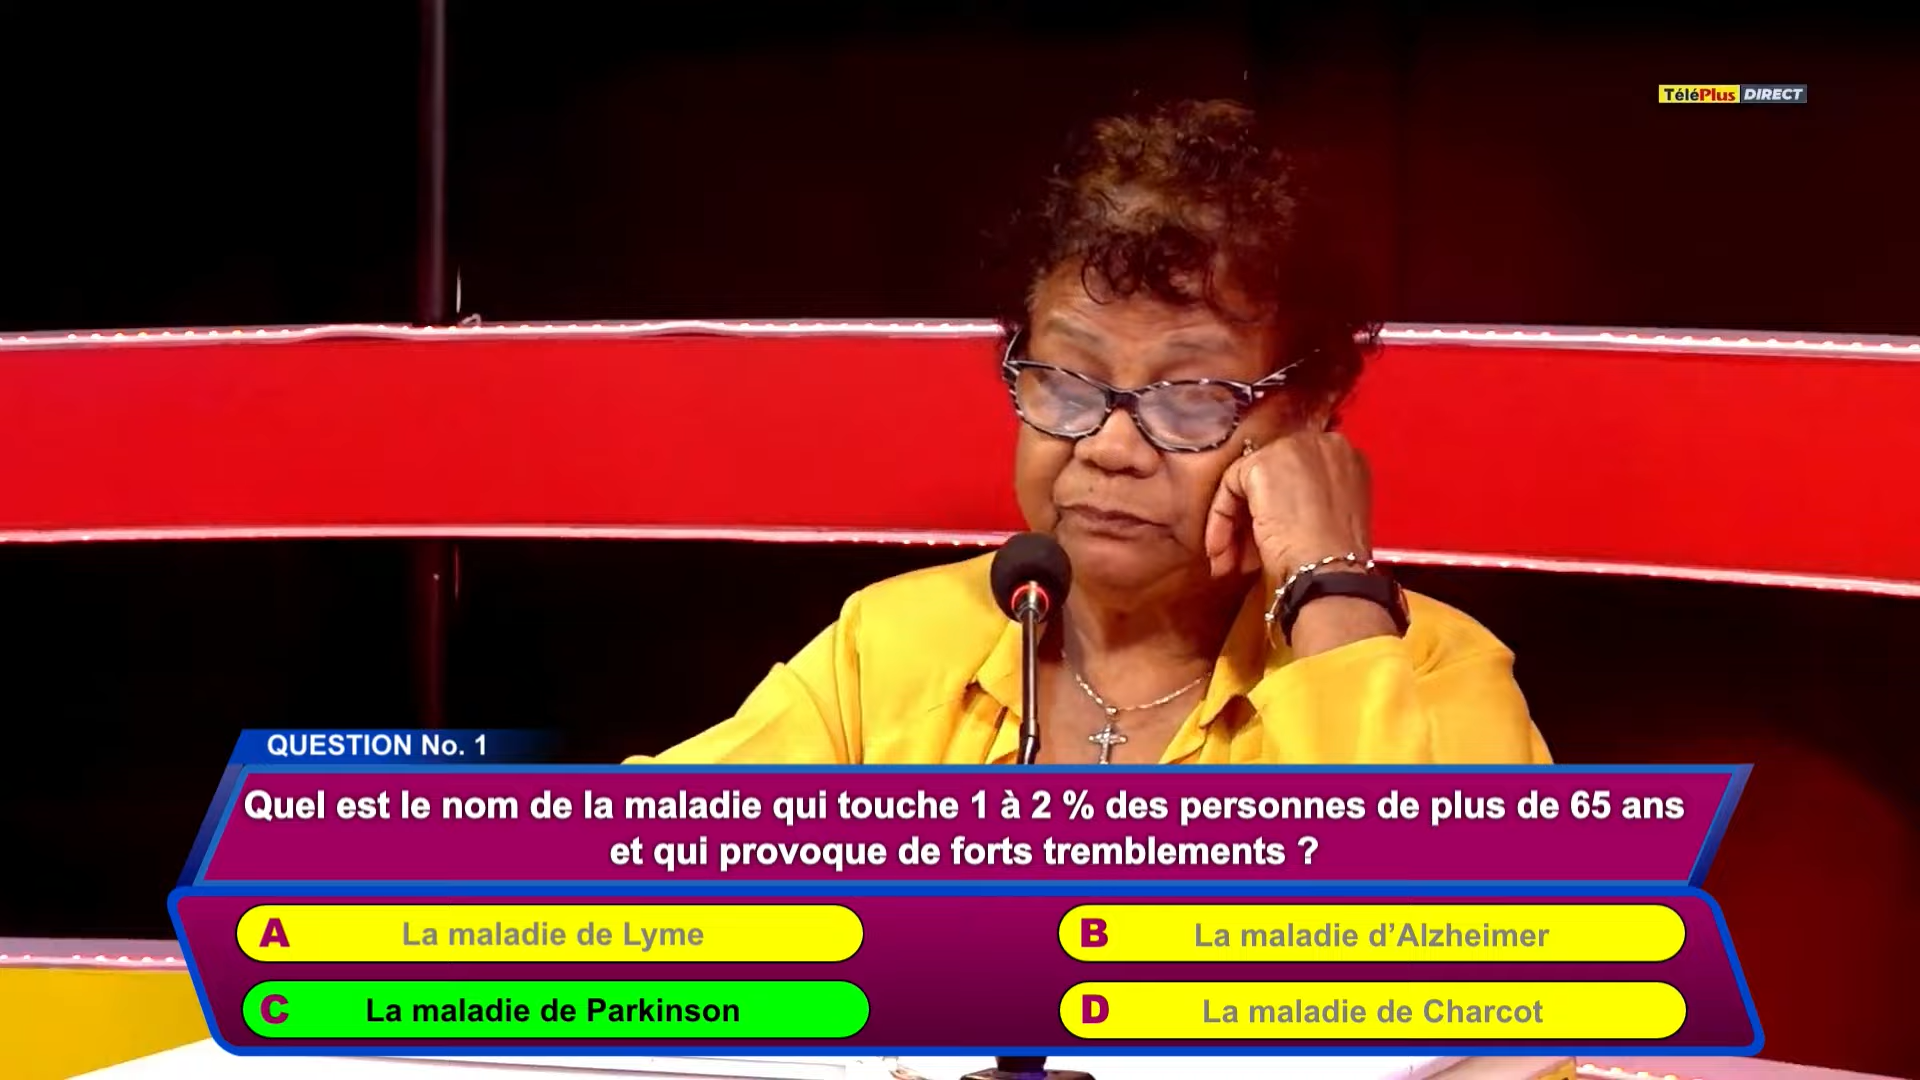 TéléPlus DIRECT
QUESTION No. 1
Quel est le nom de la maladie qui touche 1 à 2 % des personnes de plus de 65 ans
et qui provoque de forts tremblements ?
A La maladie de Lyme
B La maladie d’Alzheimer
C La maladie de Parkinson
D La maladie de Charcot